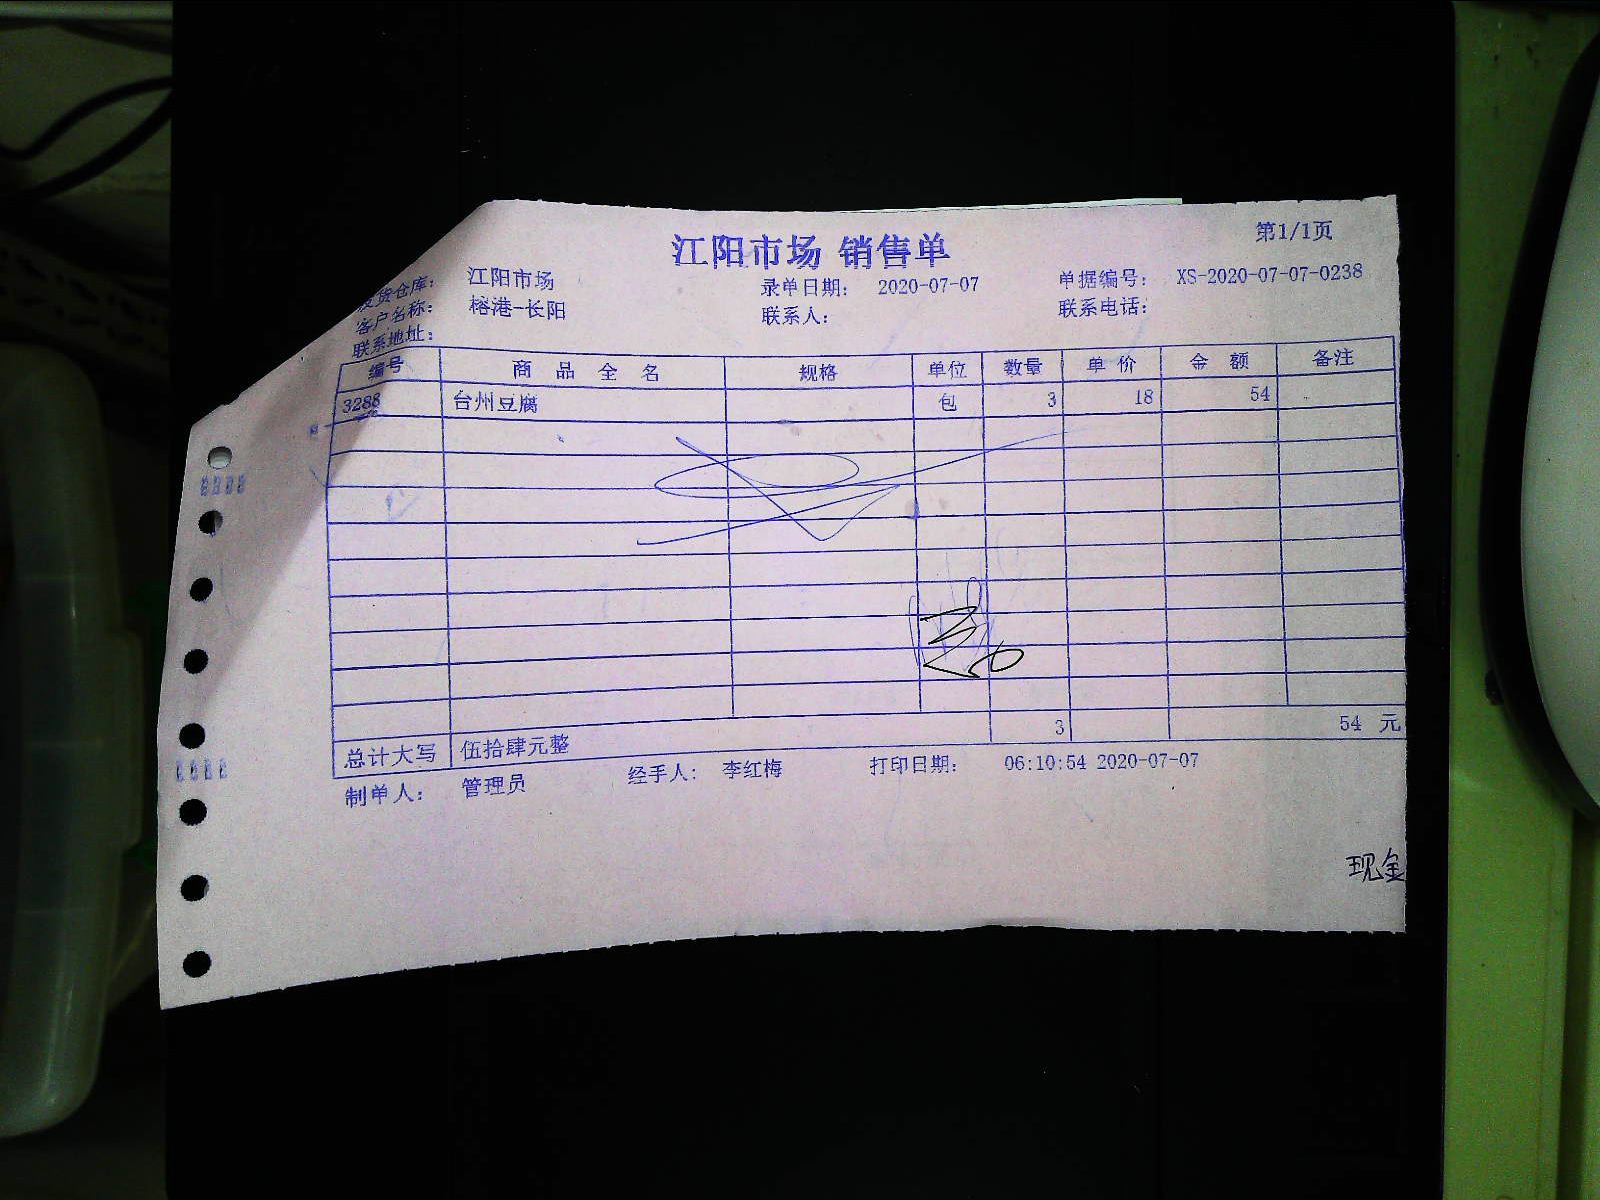 第1/1页
江阳市场 销售单
发货仓库： 江阳市场 录单日期： 2020-07-07 单据编号： XS-2020-07-07-0238
客户名称： 榕港-长阳 联系人： 联系电话：
联系地址：
编号 商品全名 规格 单位 数量 单价 金额 备注
3288 台州豆腐 包 3 18 54
3 54 元
总计大写 伍拾肆元整
制单人： 管理员 经手人： 李红梅 打印日期： 06:10:54 2020-07-07
现金